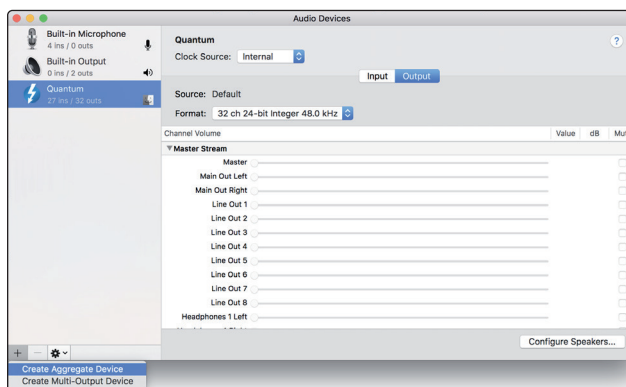 Audio Devices
Built-in Microphone
4 ins / 0 outs
Built-in Output
0 ins / 2 outs
Quantum
27 ins / 32 outs
Quantum
?
Clock Source: Internal
Input Output
Source: Default
Format: 32 ch 24-bit Integer 48.0 kHz
Channel Volume Value dB Mut
Master Stream
Master
Main Out Left
Main Out Right
Line Out 1
Line Out 2
Line Out 3
Line Out 4
Line Out 5
Line Out 6
Line Out 7
Line Out 8
Headphones 1 Left
Configure Speakers...
Create Aggregate Device
Create Multi-Output Device